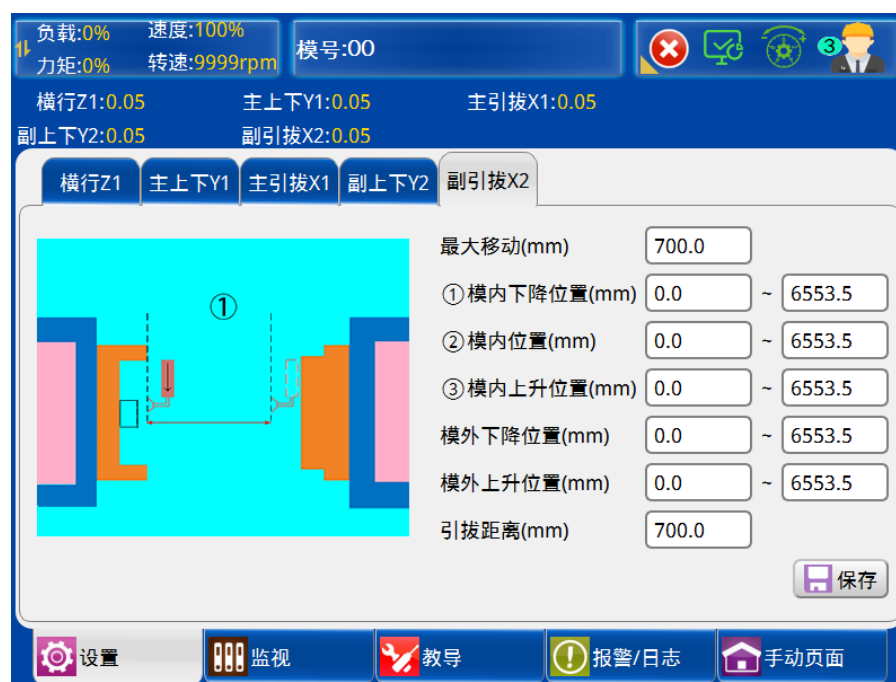 负载:0% 速度:100%
模号:00
力矩:0% 转速:9999rpm
3
横行Z1:0.05 主上下Y1:0.05 主引拔X1:0.05
副上下Y2:0.05 副引拔X2:0.05
横行Z1 主上下Y1 主引拔X1 副上下Y2 副引拔X2
①
最大移动(mm) 700.0
①模内下降位置(mm) 0.0 ~ 6553.5
②模内位置(mm) 0.0 ~ 6553.5
③模内上升位置(mm) 0.0 ~ 6553.5
模外下降位置(mm) 0.0 ~ 6553.5
模外上升位置(mm) 0.0 ~ 6553.5
引拔距离(mm) 700.0
保存
设置 监视 教导 报警/日志 手动页面